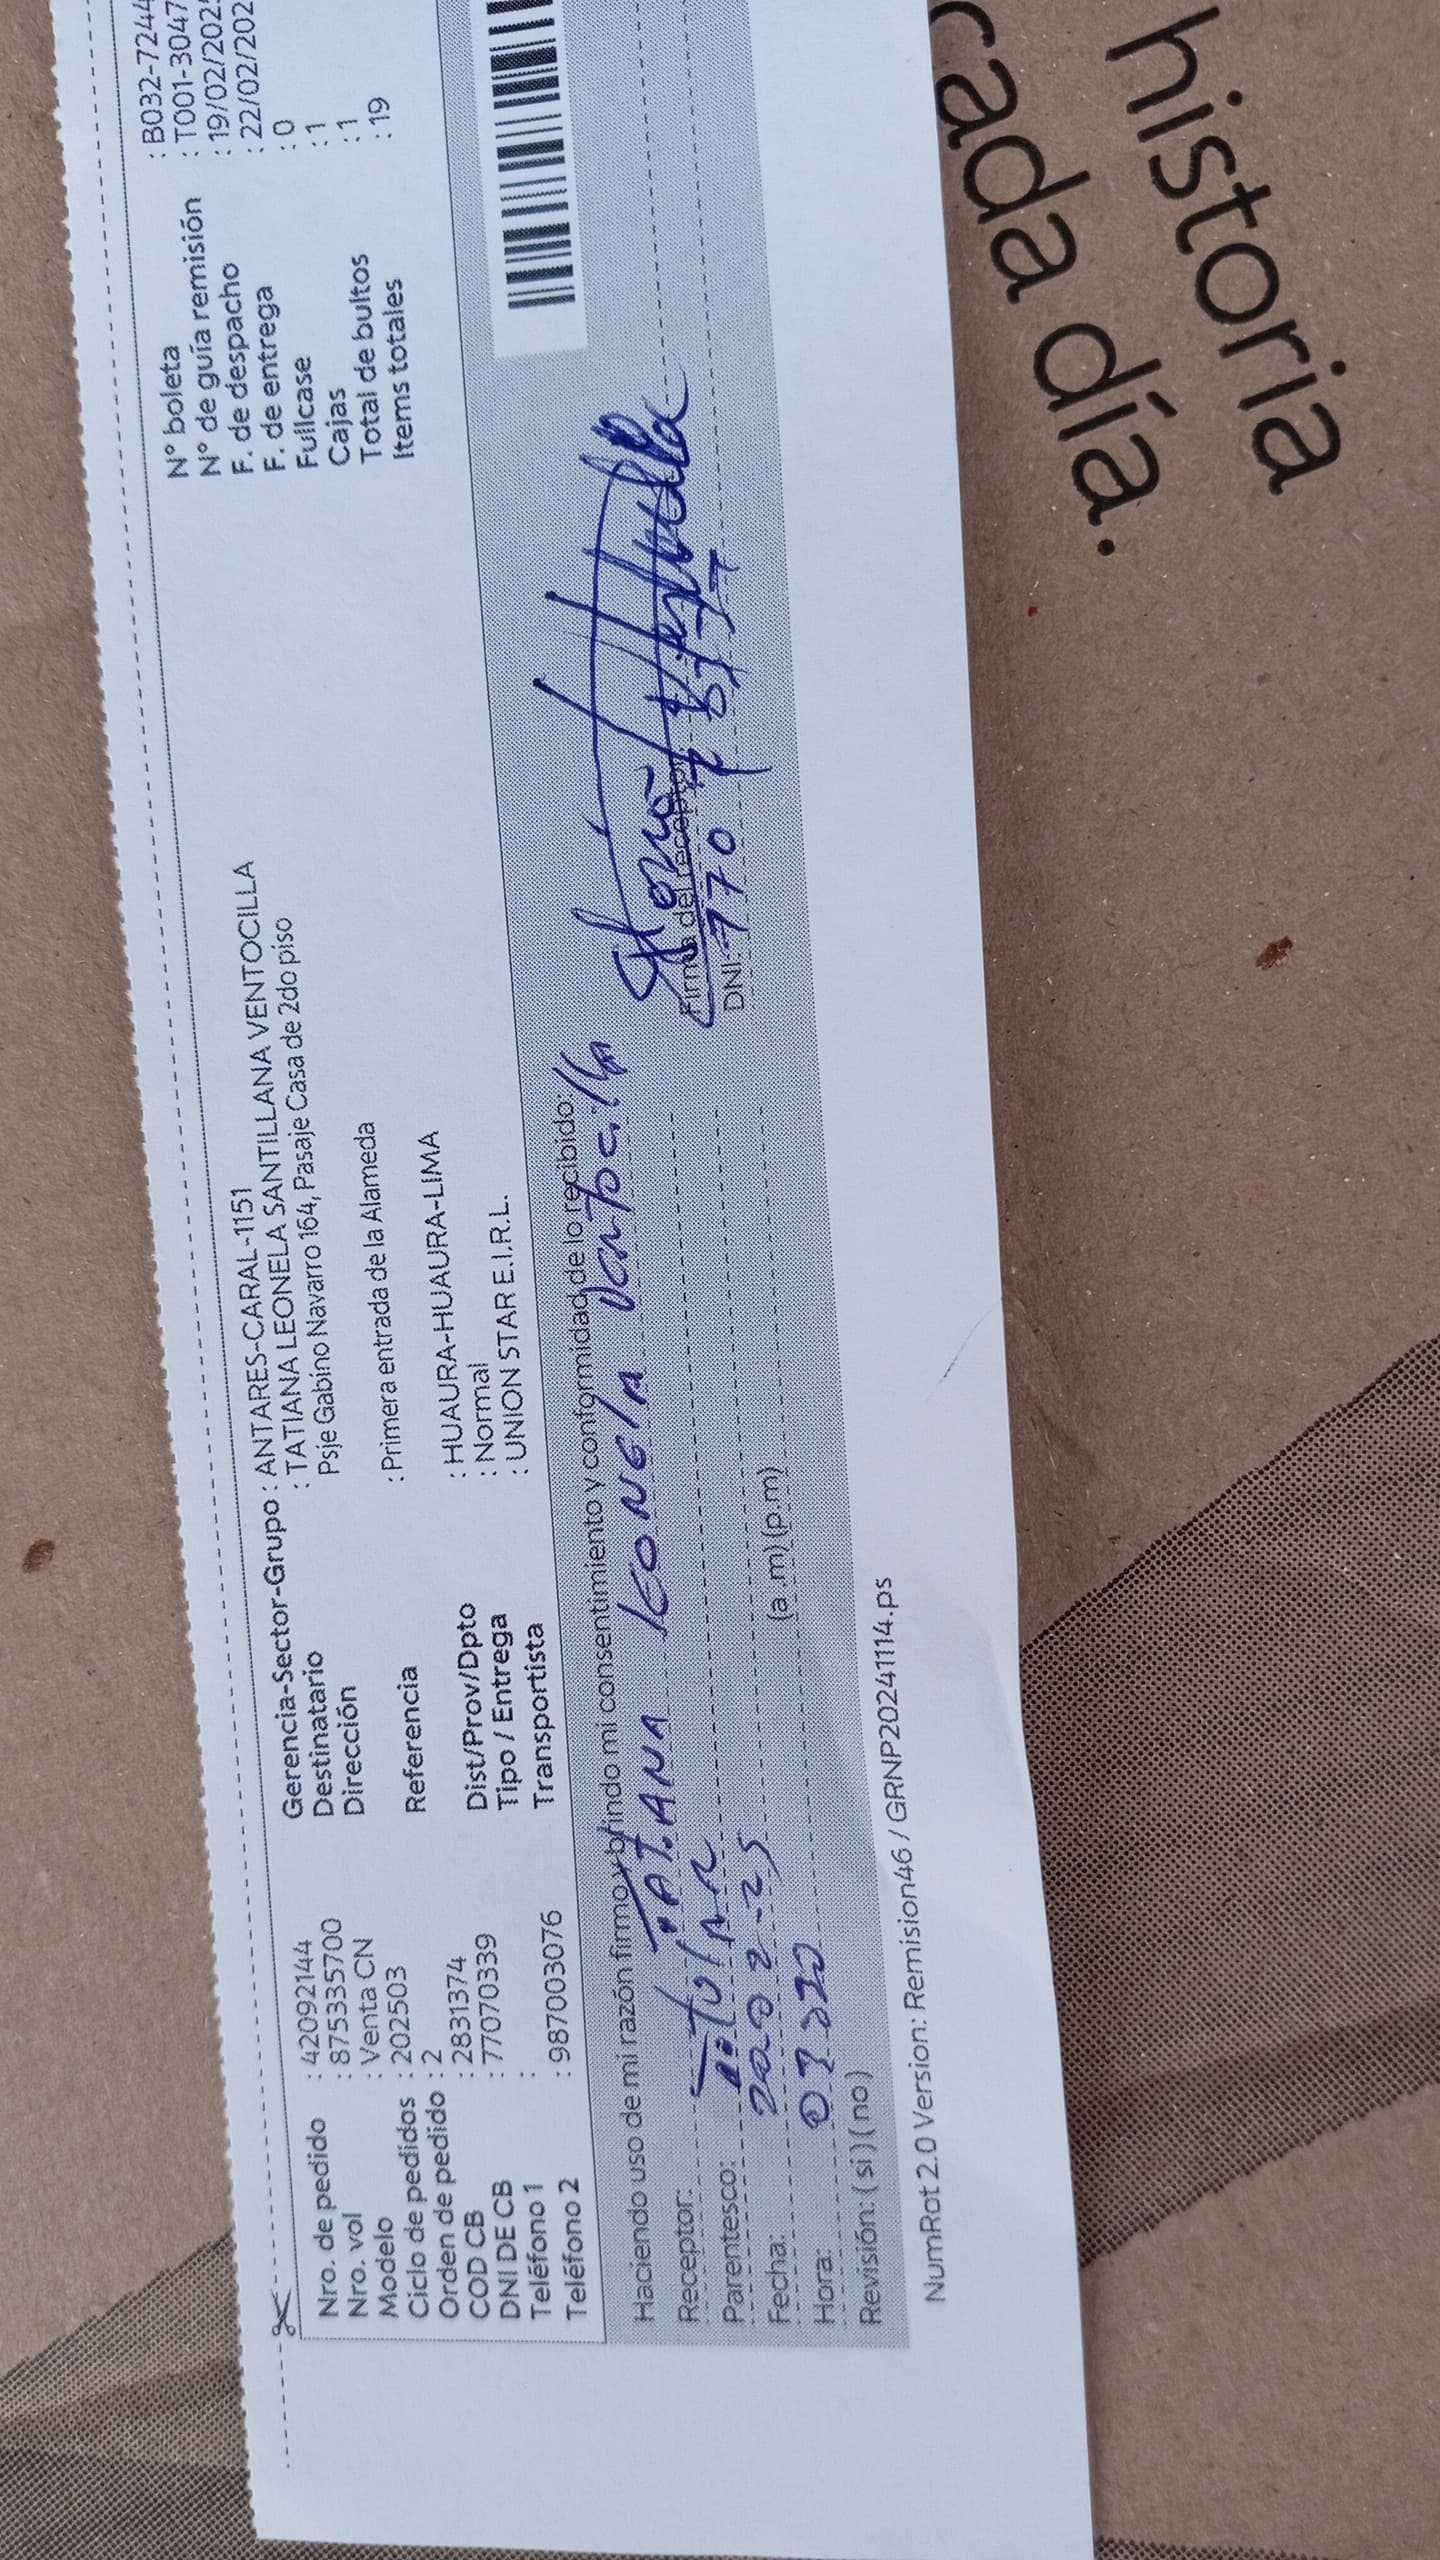 Nro. de pedido : 42092144
Nro. vol : 875335700
Modelo : Venta CN
Ciclo de pedidos : 202503
Orden de pedido : 2
COD CB : 2831374
DNI DE CB : 77070339
Teléfono 1 :
Teléfono 2 : 987003076
Gerencia-Sector-Grupo : ANTARES-CARAL-1151
Destinatario : TATIANA LEONELA SANTILLANA VENTOCILLA
Dirección Psje Gabino Navarro 164, Pasaje Casa de 2do piso
Referencia : Primera entrada de la Alameda
Dist/Prov/Dpto : HUAURA-HUAURA-LIMA
Tipo / Entrega : Normal
Transportista : UNION STAR E.I.R.L.
N° boleta : B032-7244
N° de guía remisión : T001-3047
F. de despacho : 19/02/2025
F. de entrega : 22/02/202
Fullcase : 0
Cajas : 1
Total de bultos : 1
Items totales : 19
Haciendo uso de mi razón firmo y brindo mi consentimiento y conformidad de lo recibido:
Receptor: TATIANA LEONELA Ventocilla
Parentesco: Titular
Fecha:
Hora:
(a.m) (p.m)
Revisión: (si) (no)
Firma del receptor
DNI:
NumRot 2.0 Version: Remision46 / GRNP20241114.ps
historia
cada día.